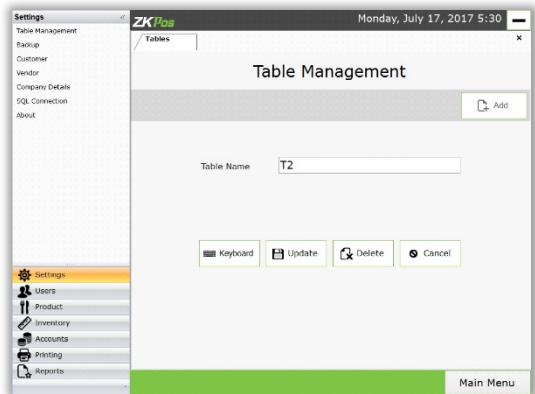 Settings «
Table Management
Backup
Customer
Vendor
Company Details
SQL Connection
About
Settings
Users
Product
Inventory
Accounts
Printing
Reports
ZKPos
Monday, July 17, 2017 5:30
Tables
Table Management
Add
Table Name T2
Keyboard Update Delete Cancel
Main Menu